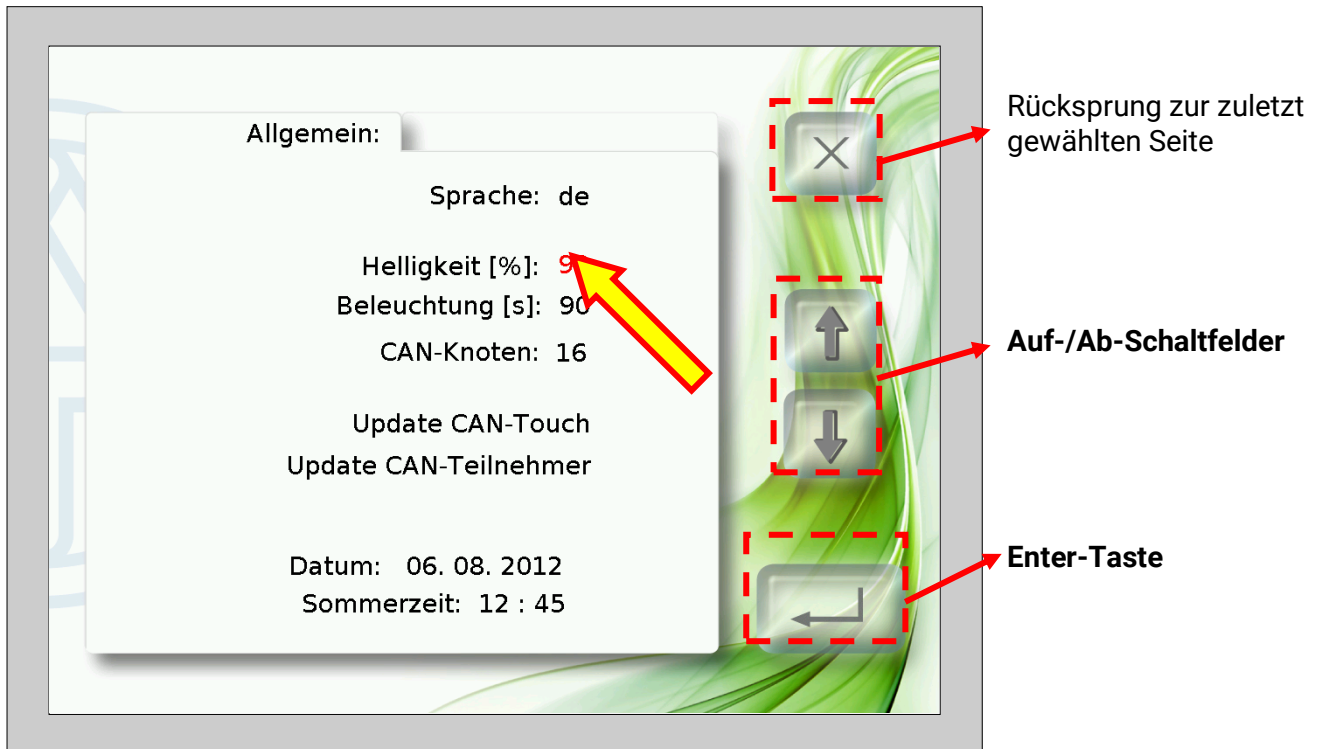 Allgemein:
Sprache: de
Helligkeit [%]: 9
Beleuchtung [s]: 90
CAN-Knoten: 16
Update CAN-Touch
Update CAN-Teilnehmer
Datum: 06. 08. 2012
Sommerzeit: 12 : 45
Rücksprung zur zuletzt
gewählten Seite
Auf-/Ab-Schaltfelder
Enter-Taste